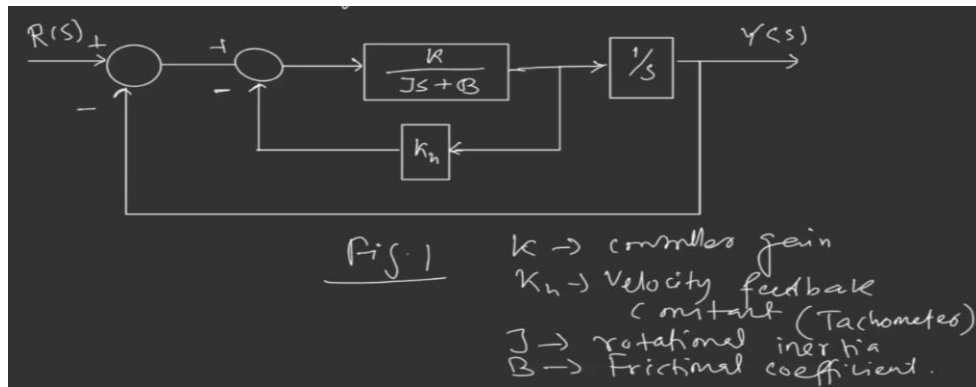 R(S) + + K/(Js+B) 1/s Y(s)
- -
Kh
Fig.1
K → controller gain
Kh → Velocity feedback
constant (Tachometer)
J → rotational inertia
B → Frictional coefficient.